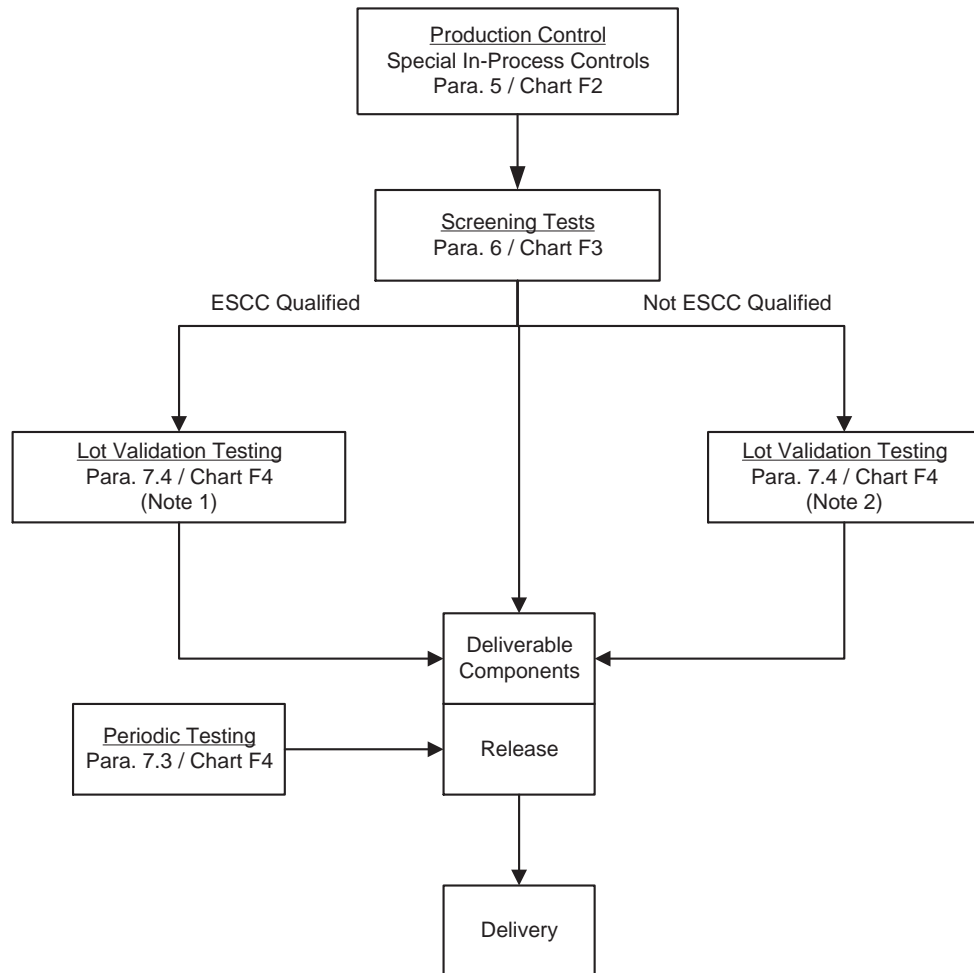 Production Control
Special In-Process Controls
Para. 5 / Chart F2
Screening Tests
Para. 6 / Chart F3
ESCC Qualified
Not ESCC Qualified
Lot Validation Testing
Para. 7.4 / Chart F4
(Note 1)
Lot Validation Testing
Para. 7.4 / Chart F4
(Note 2)
Deliverable
Components
Periodic Testing
Para. 7.3 / Chart F4
Release
Delivery